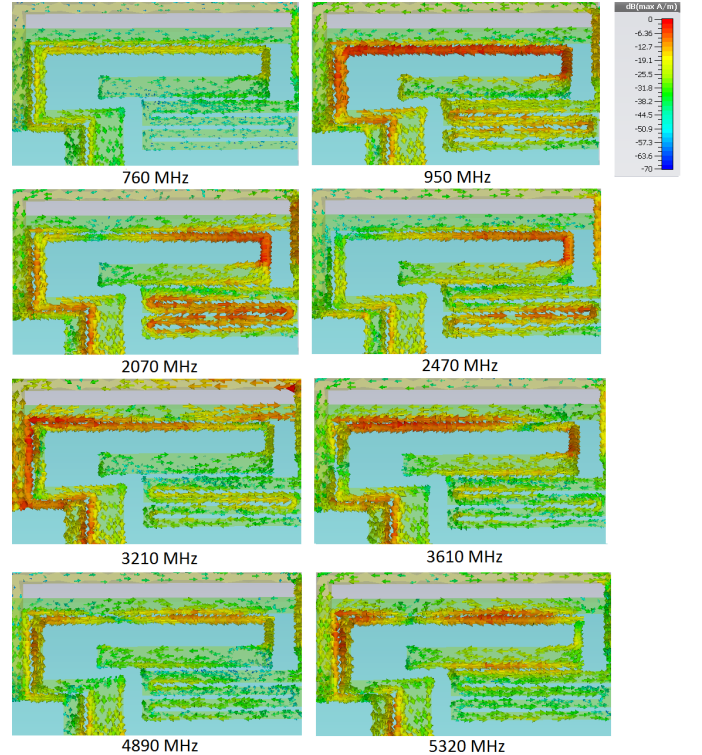 dB(max A/m)
0
-6.36
-12.7
-19.1
-25.5
-31.8
-38.2
-44.5
-50.9
-57.3
-63.6
-70
760 MHz
950 MHz
2070 MHz
2470 MHz
3210 MHz
3610 MHz
4890 MHz
5320 MHz